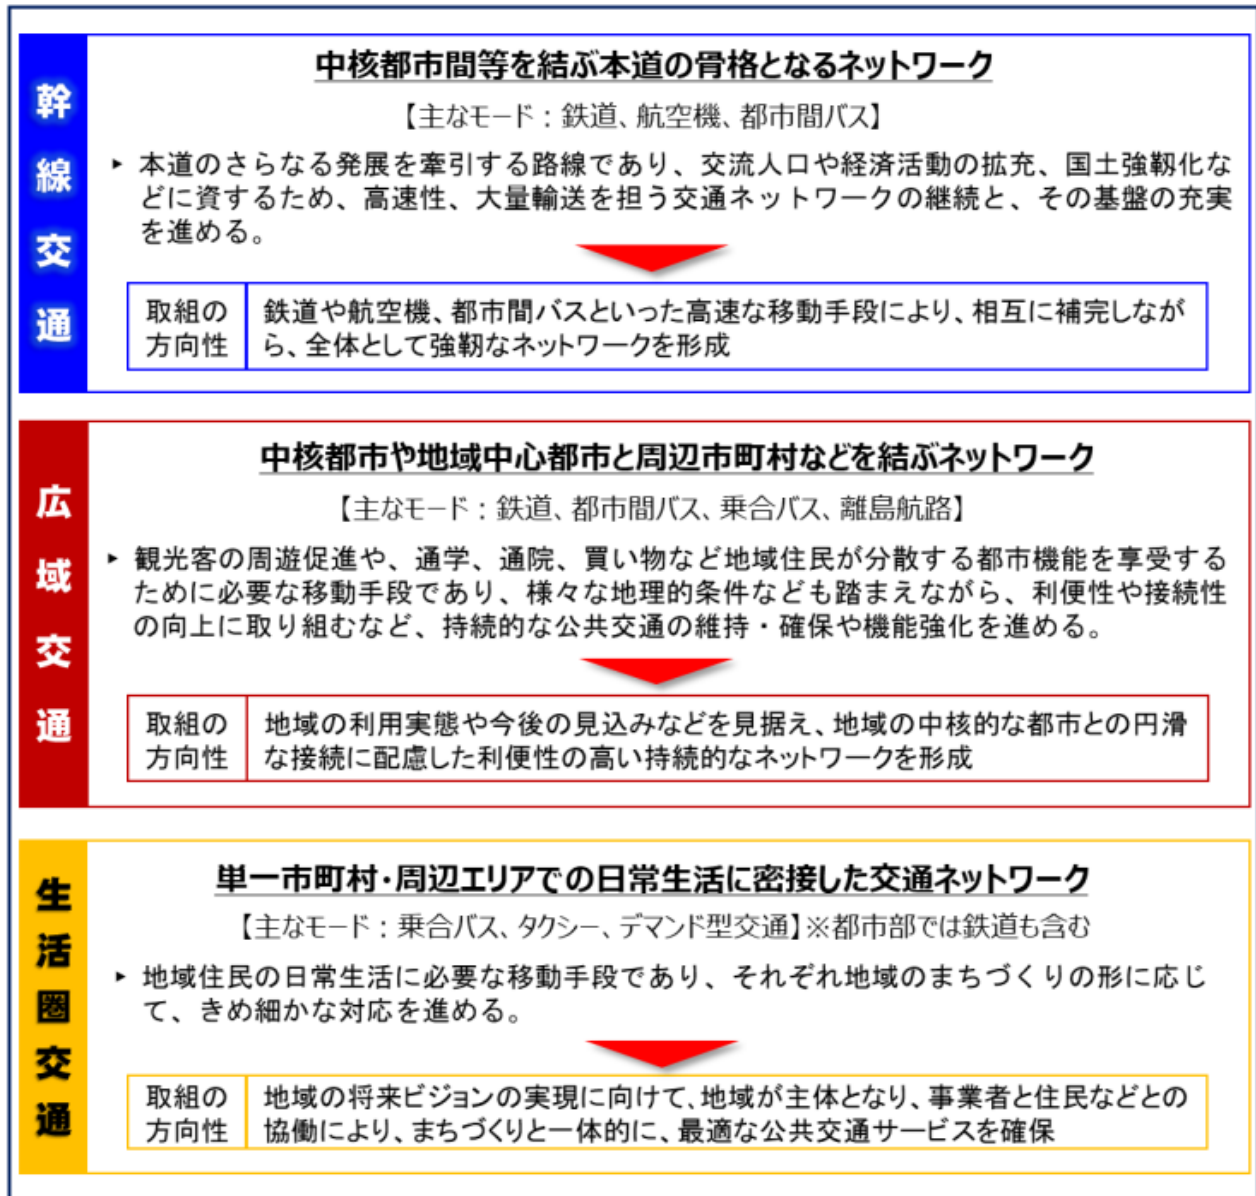 幹線交通
中核都市間等を結ぶ本道の骨格となるネットワーク
【主なモード：鉄道、航空機、都市間バス】
▸ 本道のさらなる発展を牽引する路線であり、交流人口や経済活動の拡充、国土強靱化な
どに資するため、高速性、大量輸送を担う交通ネットワークの継続と、その基盤の充実
を進める。
取組の
方向性
鉄道や航空機、都市間バスといった高速な移動手段により、相互に補完しなが
ら、全体として強靭なネットワークを形成
広域交通
中核都市や地域中心都市と周辺市町村などを結ぶネットワーク
【主なモード：鉄道、都市間バス、乗合バス、離島航路】
▸ 観光客の周遊促進や、通学、通院、買い物など地域住民が分散する都市機能を享受する
ために必要な移動手段であり、様々な地理的条件なども踏まえながら、利便性や接続性
の向上に取り組むなど、持続的な公共交通の維持・確保や機能強化を進める。
取組の
方向性
地域の利用実態や今後の見込みなどを見据え、地域の中核的な都市との円滑
な接続に配慮した利便性の高い持続的なネットワークを形成
生活圏交通
単一市町村・周辺エリアでの日常生活に密接した交通ネットワーク
【主なモード：乗合バス、タクシー、デマンド型交通】※都市部では鉄道も含む
▸ 地域住民の日常生活に必要な移動手段であり、それぞれ地域のまちづくりの形に応じ
て、きめ細かな対応を進める。
取組の
方向性
地域の将来ビジョンの実現に向けて、地域が主体となり、事業者と住民などとの
協働により、まちづくりと一体的に、最適な公共交通サービスを確保